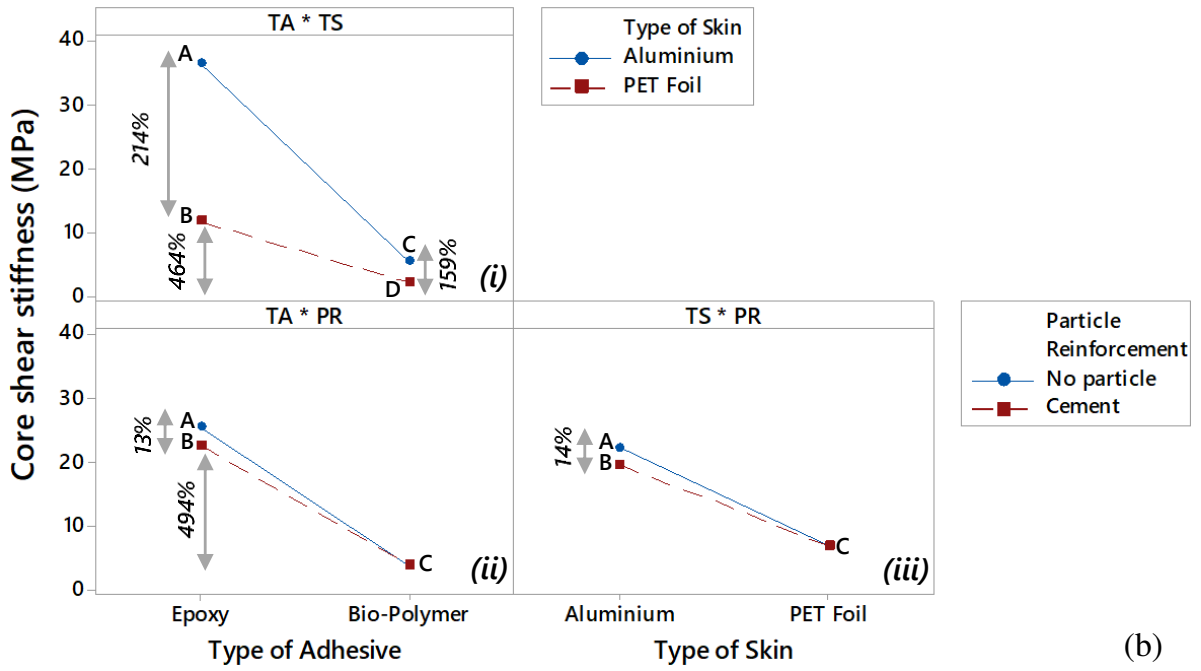 TA * TS
40
30
20
10
0
A
B
C
D
214%
464%
159%
(i)
Type of Skin
Aluminium
PET Foil
Core shear stiffness (MPa)
TA * PR
40
30
20
10
0
A
B
C
13%
494%
(ii)
TS * PR
A
B
C
14%
(iii)
Particle
Reinforcement
No particle
Cement
Epoxy
Bio-Polymer
Aluminium
PET Foil
Type of Adhesive
Type of Skin
(b)